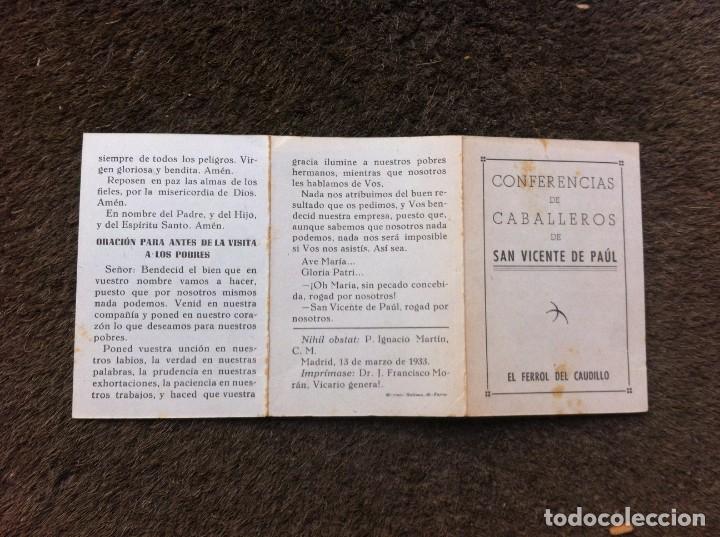 siempre de todos los peligros. Vir-
gen gloriosa y bendita. Amén.
Reposen en paz las almas de los
fieles, por la misericordia de Dios.
Amén.
En nombre del Padre, y del Hijo,
y del Espíritu Santo. Amén.
ORACIÓN PARA ANTES DE LA VISITA
A LOS POBRES
Señor: Bendecid el bien que en
vuestro nombre vamos a hacer,
puesto que por nosotros mismos
nada podemos. Venid en vuestra
compañía y poned en nuestro cora-
zón lo que deseamos para nuestros
pobres.
Poned vuestra unción en nues-
tros labios, la verdad en nuestras
palabras, la prudencia en nuestras
exhortaciones, la paciencia en nues-
tros trabajos, y haced que vuestra
gracia ilumine a nuestros pobres
hermanos, mientras que nosotros
les hablamos de Vos.
Nada nos atribuimos del buen re-
sultado que os pedimos, y Vos ben-
decid nuestra empresa, puesto que,
aunque sabemos que nosotros nada
podemos, nada nos será imposible
si Vos nos asistís. Así sea.
Ave María...
Gloria Patri...
—¡Oh María, sin pecado concebi-
da, rogad por nosotros!
—San Vicente de Paúl, rogad por
nosotros.
Nihil obstat: P. Ignacio Martín,
C. M.
Madrid, 13 de marzo de 1933.
Imprímase: Dr. J. Francisco Mo-
rán, Vicario general.
CONFERENCIAS
DE
CABALLEROS
DE
SAN VICENTE DE PAÚL
EL FERROL DEL CAUDILLO
todocoleccion